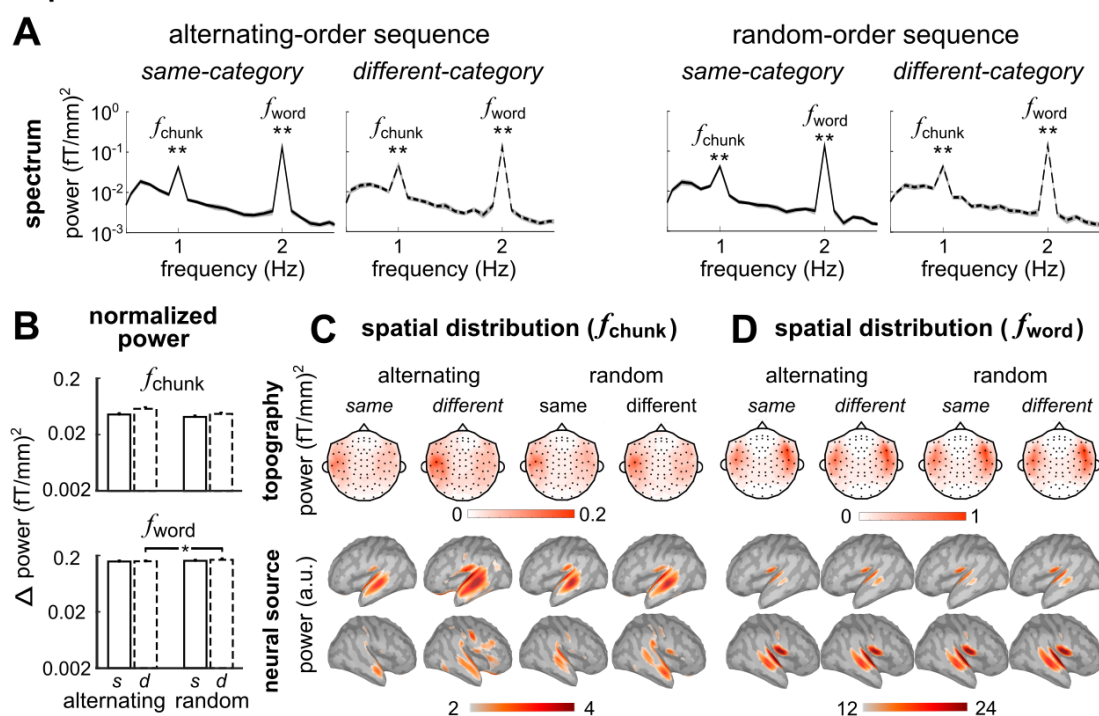 A
alternating-order sequence
random-order sequence
same-category
different-category
same-category
different-category
spectrum
power (fT/mm)²
10⁰
10⁻¹
10⁻²
10⁻³
fchunk
**
fword
**
fchunk
**
fword
**
fchunk
**
fword
**
fchunk
**
fword
**
1
2
1
2
1
2
1
2
frequency (Hz)
frequency (Hz)
frequency (Hz)
frequency (Hz)
B
normalized
power
Δ power (fT/mm)²
fchunk
0.2
0.02
0.002
fword
*
0.2
0.02
0.002
s
d
s
d
alternating
random
C
spatial distribution (fchunk)
alternating
random
same
different
same
different
topography
power (fT/mm)²
0
0.2
neural source
power (a.u.)
2
4
D
spatial distribution (fword)
alternating
random
same
different
same
different
0
1
12
24